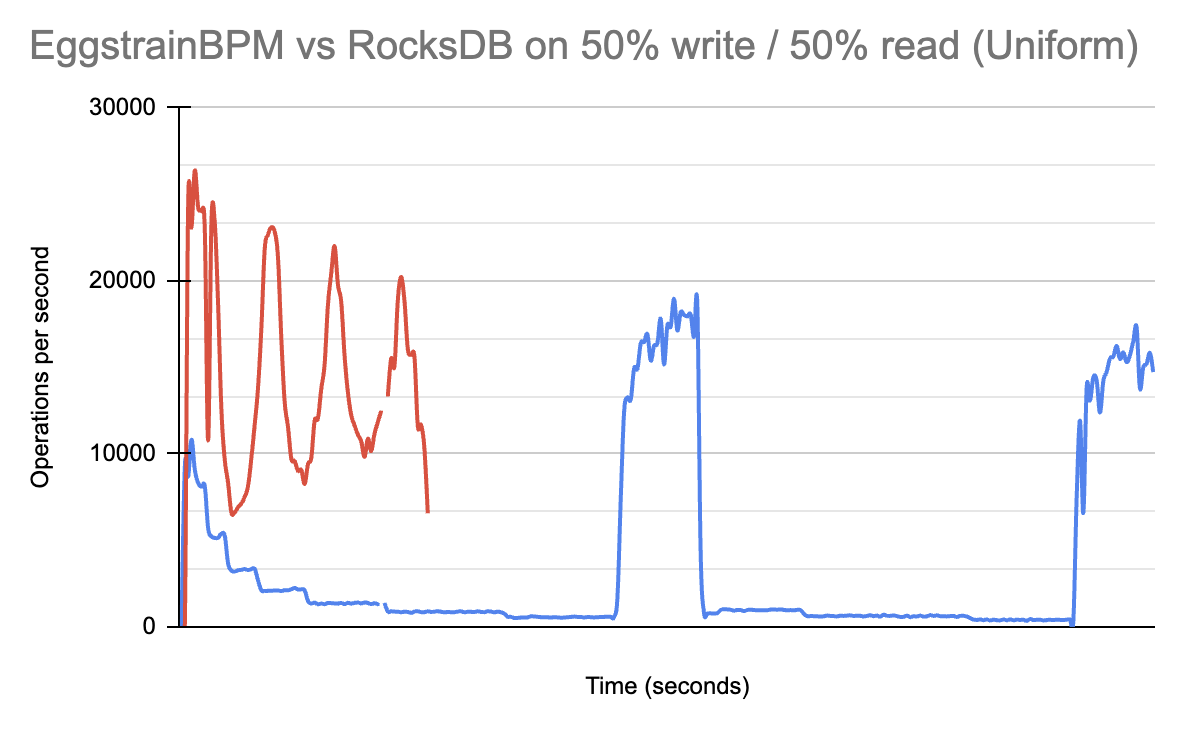 EggstrainBPM vs RocksDB on 50% write / 50% read (Uniform)
30000
20000
10000
0
Operations per second
Time (seconds)